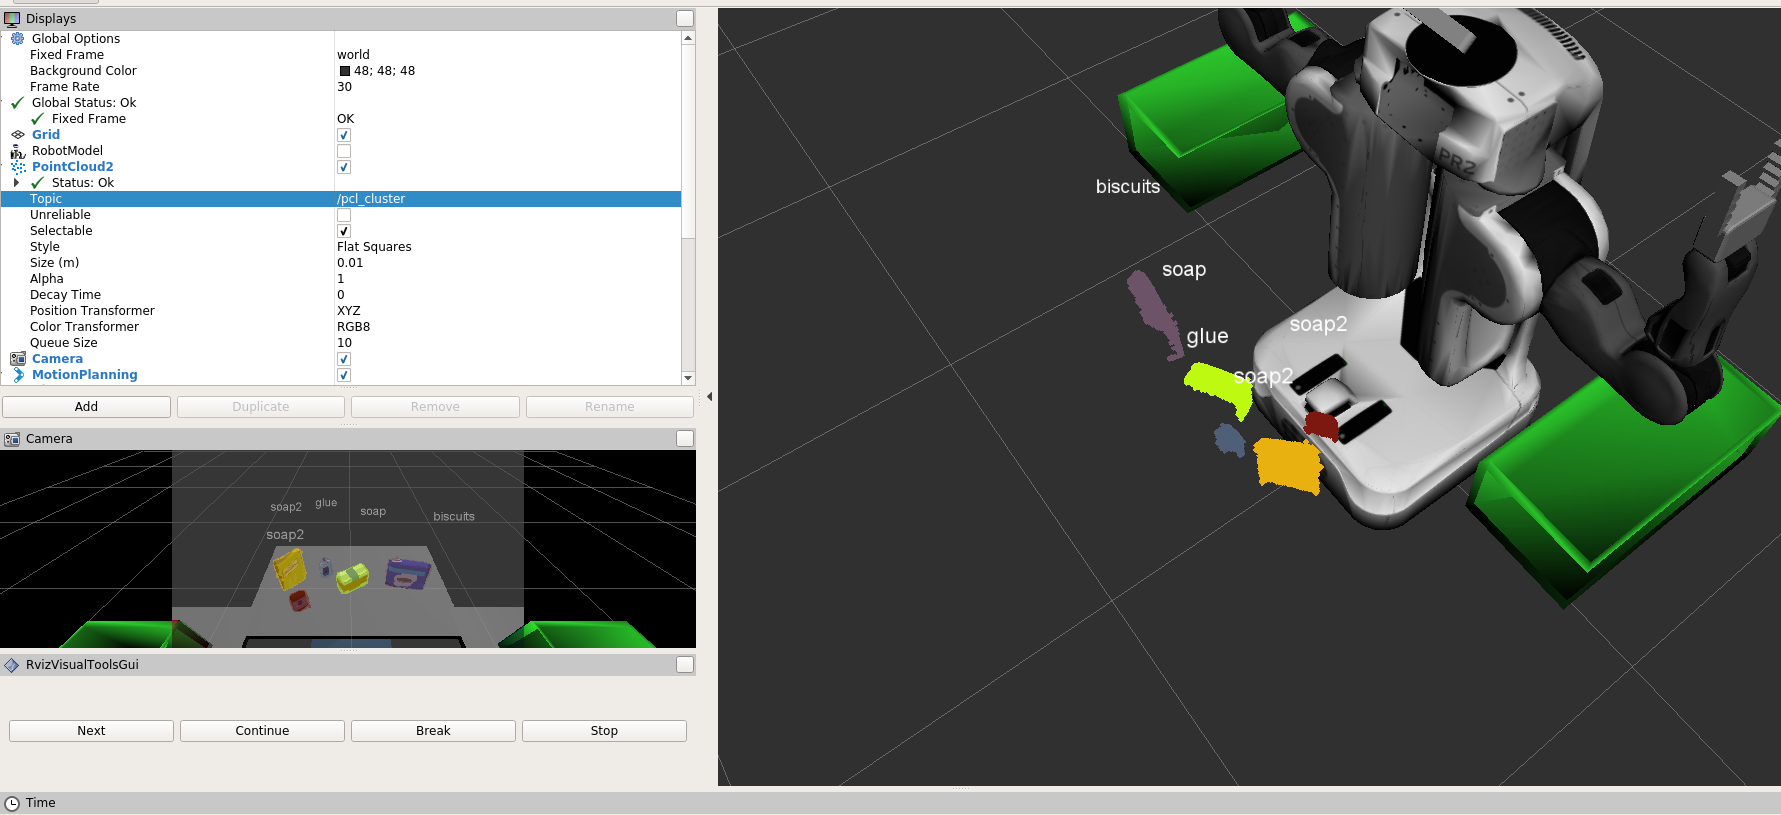 Displays
Global Options
Fixed Frame world
Background Color 48; 48; 48
Frame Rate 30
Global Status: Ok
Fixed Frame OK
Grid
RobotModel
PointCloud2
Status: Ok
Topic /pcl_cluster
Unreliable
Selectable
Style Flat Squares
Size (m) 0.01
Alpha 1
Decay Time 0
Position Transformer XYZ
Color Transformer RGB8
Queue Size 10
Camera
MotionPlanning
Add Duplicate Remove Rename
Camera
soap2 glue soap biscuits
soap2
RvizVisualToolsGui
Next Continue Break Stop
Time
PR2
biscuits
soap
soap2
glue
soap2